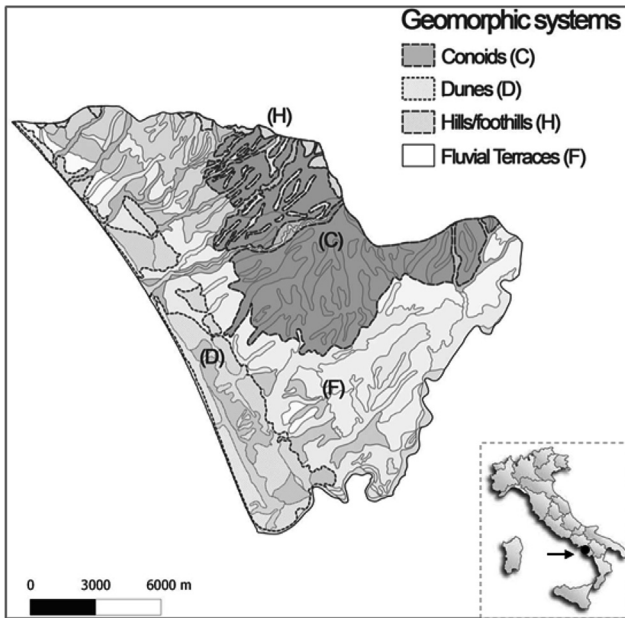 Geomorphic systems
Conoids (C)
Dunes (D)
Hills/foothills (H)
Fluvial Terraces (F)
(H)
(C)
(D)
(F)
0 3000 6000 m